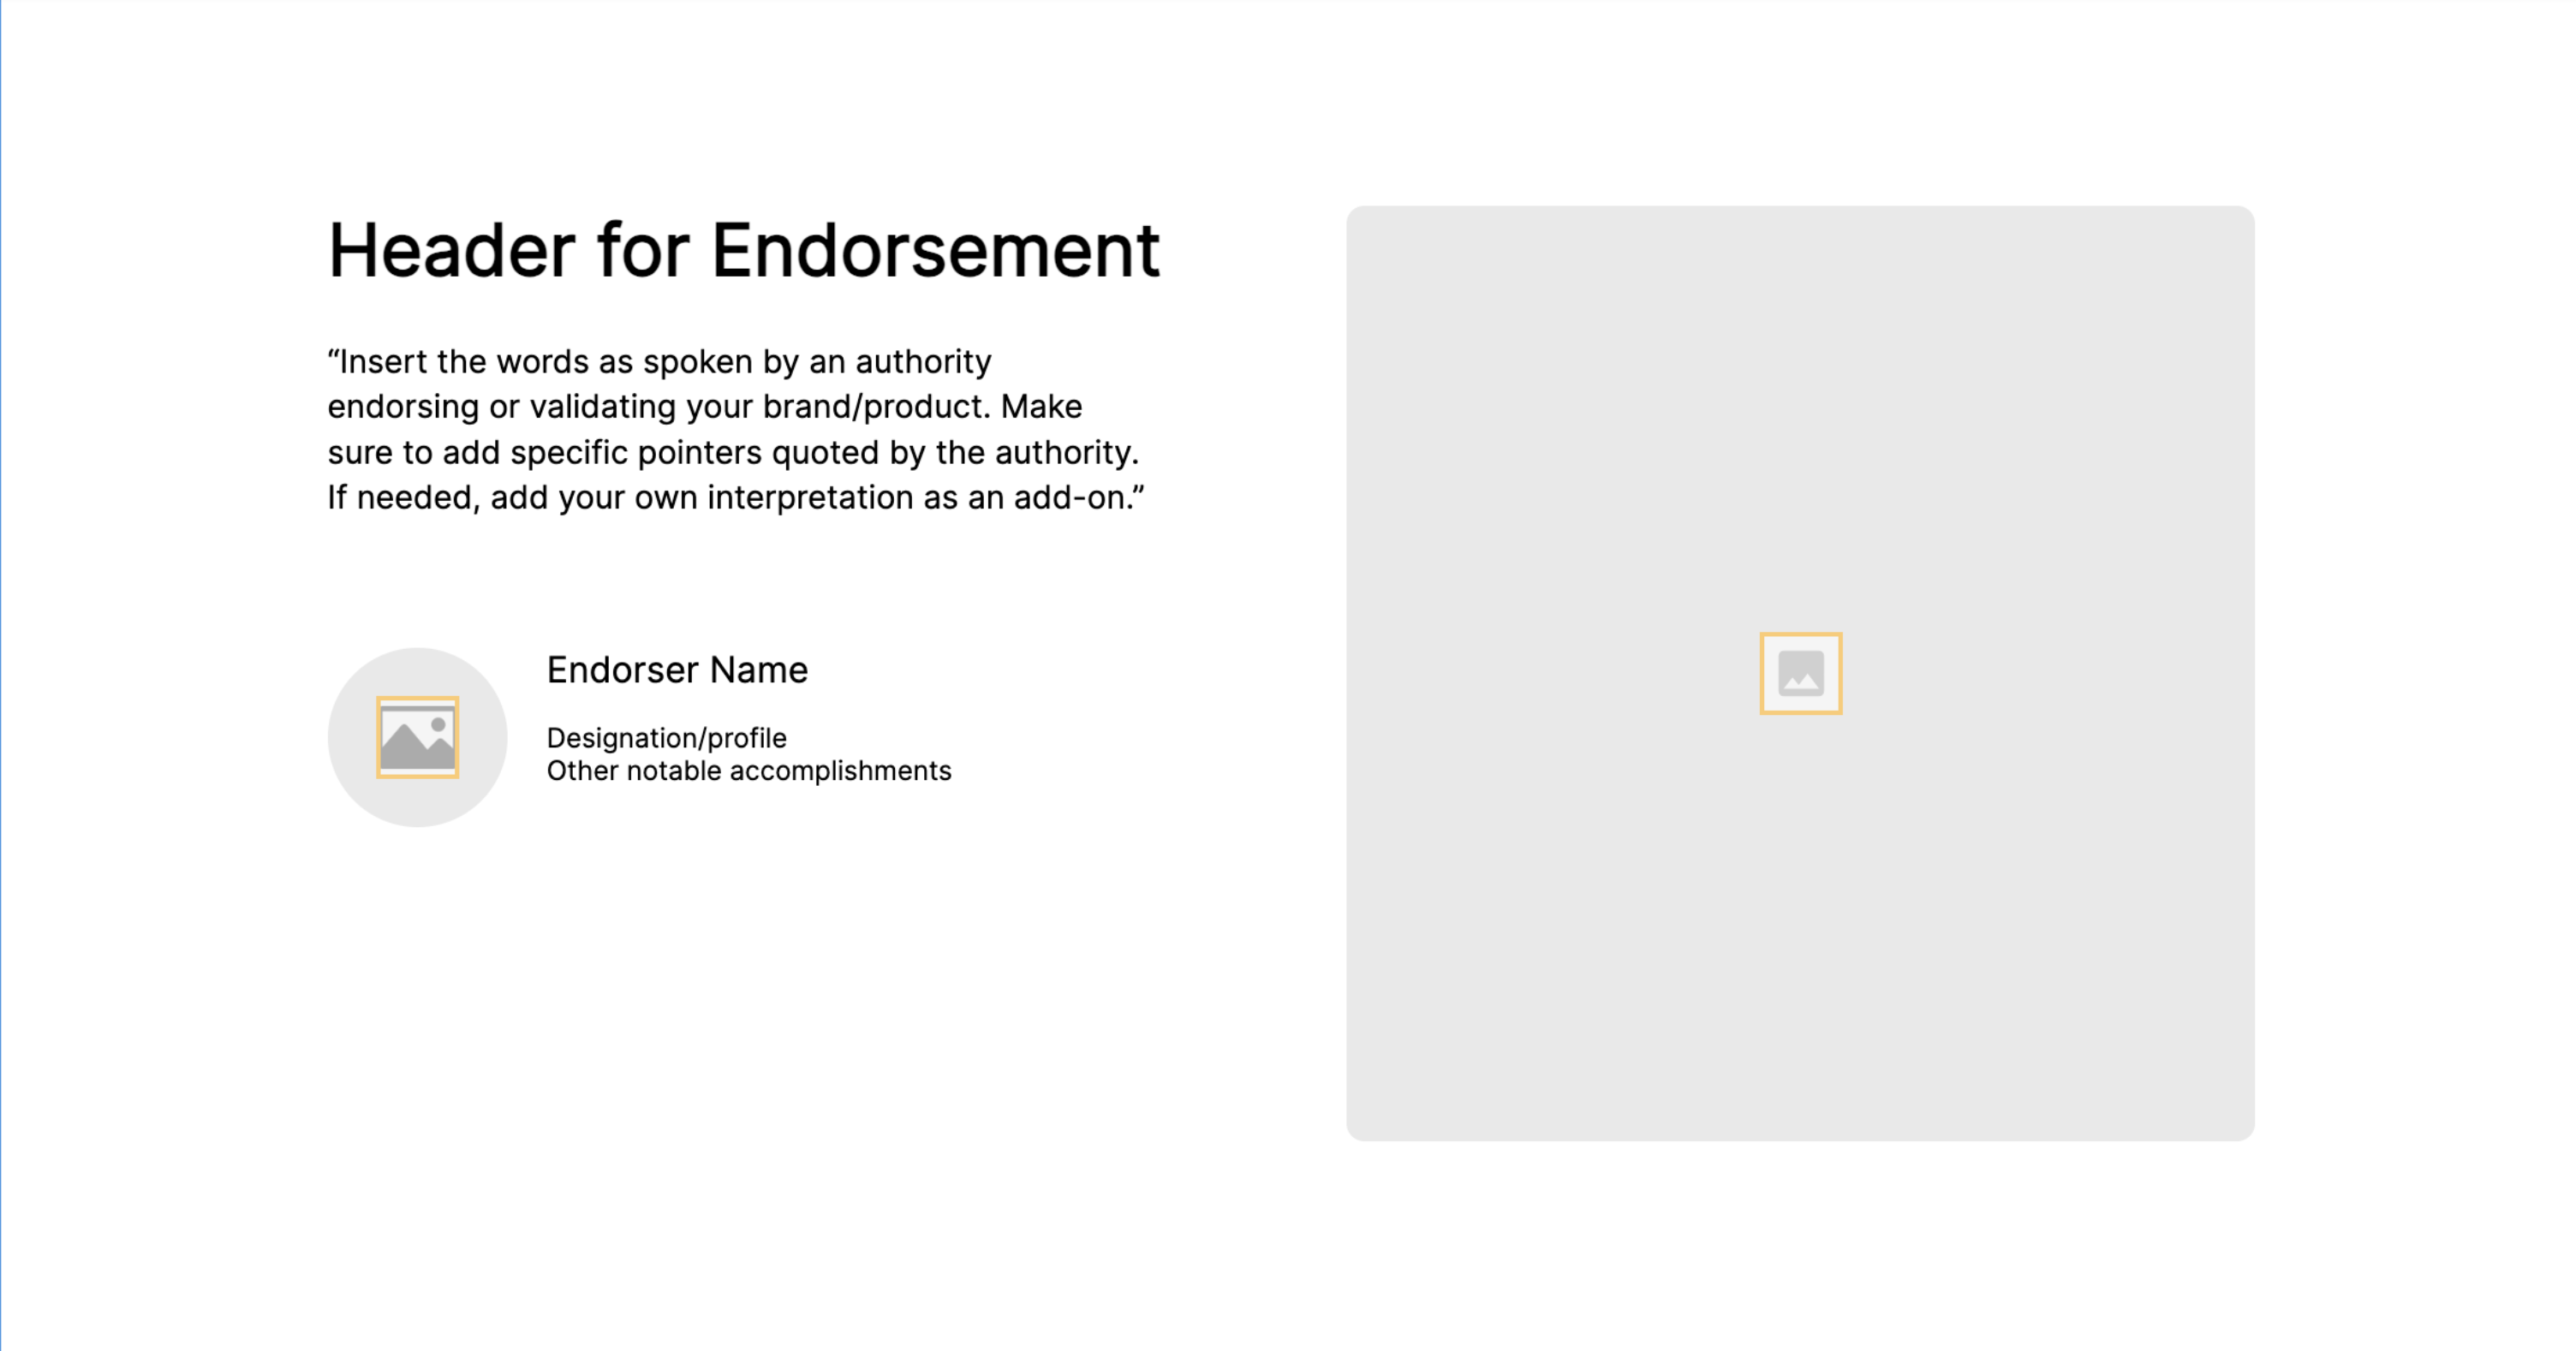 Header for Endorsement
“Insert the words as spoken by an authority
endorsing or validating your brand/product. Make
sure to add specific pointers quoted by the authority.
If needed, add your own interpretation as an add-on.”
Endorser Name
Designation/profile
Other notable accomplishments